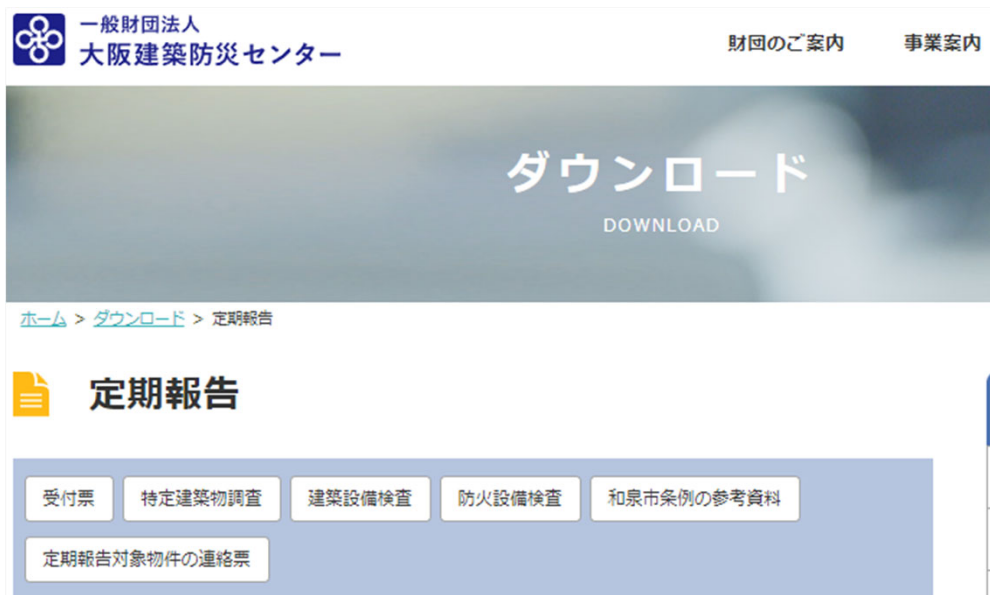 一般財団法人
大阪建築防災センター
財団のご案内 事業案内
ダウンロード
DOWNLOAD
ホーム > ダウンロード > 定期報告
定期報告
受付票 特定建築物調査 建築設備検査 防火設備検査 和泉市条例の参考資料
定期報告対象物件の連絡票